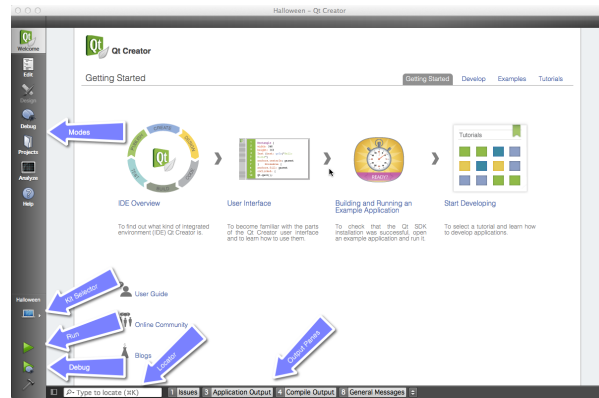 Halloween - Qt Creator
Qt
Welcome
Edit
Design
Debug
Projects
Analyze
Help
Modes
Qt Creator
Getting Started
Getting Started Develop Examples Tutorials
CREATE
Qt
READY!
Tutorials
IDE Overview
To find out what kind of integrated
environment (IDE) Qt Creator is.
User Interface
To become familiar with the parts
of the Qt Creator user interface
and to learn how to use them.
Building and Running an
Example Application
To check that the Qt SDK
installation was successful, open
an example application and run it.
Start Developing
To select a tutorial and learn how
to develop applications.
User Guide
Online Community
Blogs
Halloween
Kit Selector
Run
Debug
Locator
Output Panes
Type to locate (⌘K) 1 Issues 3 Application Output 4 Compile Output 8 General Messages